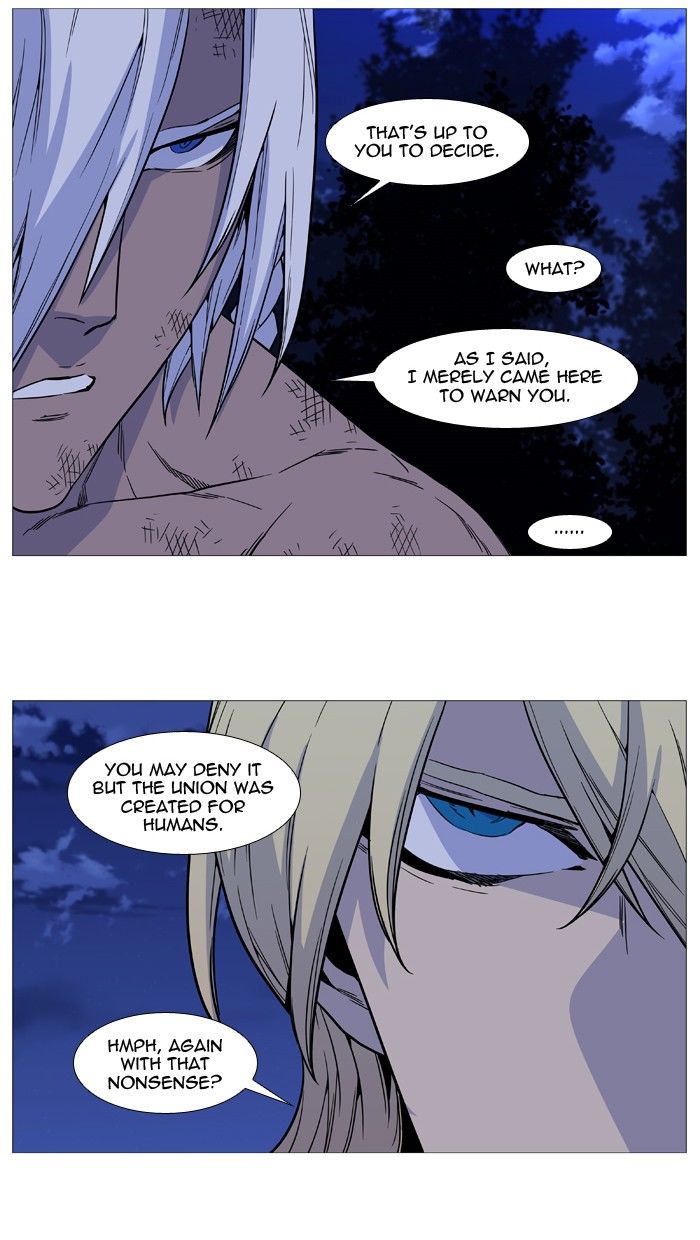 THAT'S UP TO
YOU TO DECIDE.
WHAT?
AS I SAID,
I MERELY CAME HERE
TO WARN YOU.
......
YOU MAY DENY IT
BUT THE UNION WAS
CREATED FOR
HUMANS.
HMPH, AGAIN
WITH THAT
NONSENSE?